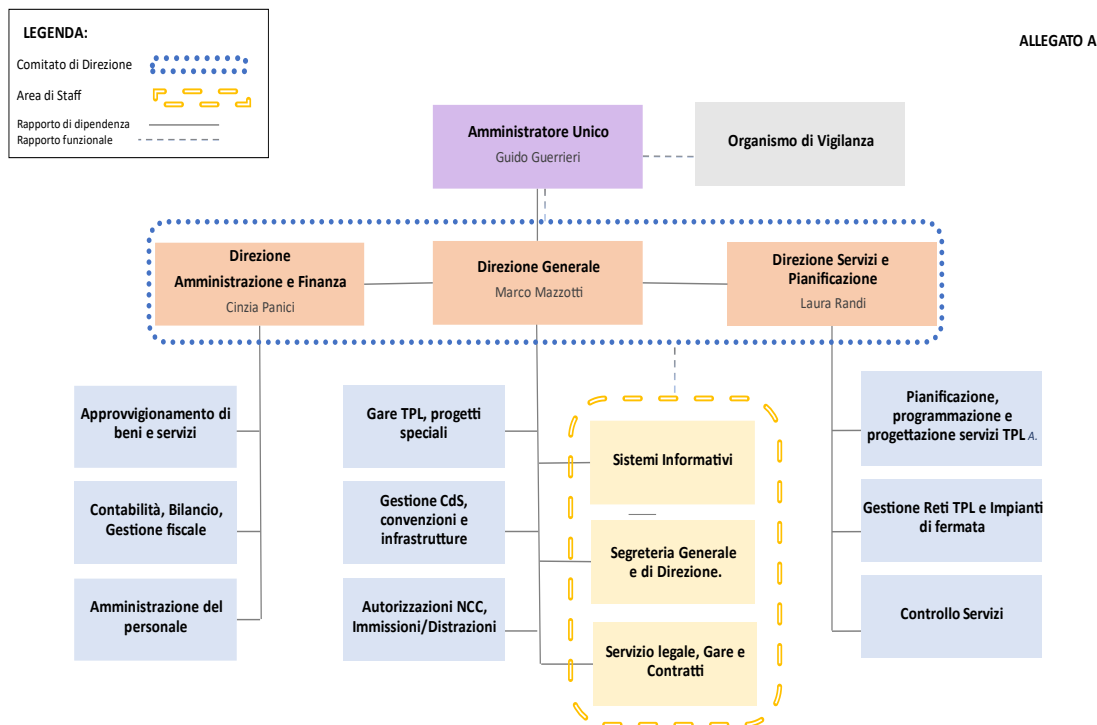 LEGENDA:
Comitato di Direzione
Area di Staff
Rapporto di dipendenza
Rapporto funzionale
ALLEGATO A
Amministratore Unico
Guido Guerrieri
Organismo di Vigilanza
Direzione
Amministrazione e Finanza
Cinzia Panici
Direzione Generale
Marco Mazzotti
Direzione Servizi e
Pianificazione
Laura Randi
Approvvigionamento di
beni e servizi
Contabilità, Bilancio,
Gestione fiscale
Amministrazione del
personale
Gare TPL, progetti
speciali
Gestione CdS,
convenzioni e
infrastrutture
Autorizzazioni NCC,
Immissioni/Distrazioni
Sistemi Informativi
Segreteria Generale
e di Direzione.
Servizio legale, Gare e
Contratti
Pianificazione,
programmazione e
progettazione servizi TPL A.
Gestione Reti TPL e Impianti
di fermata
Controllo Servizi